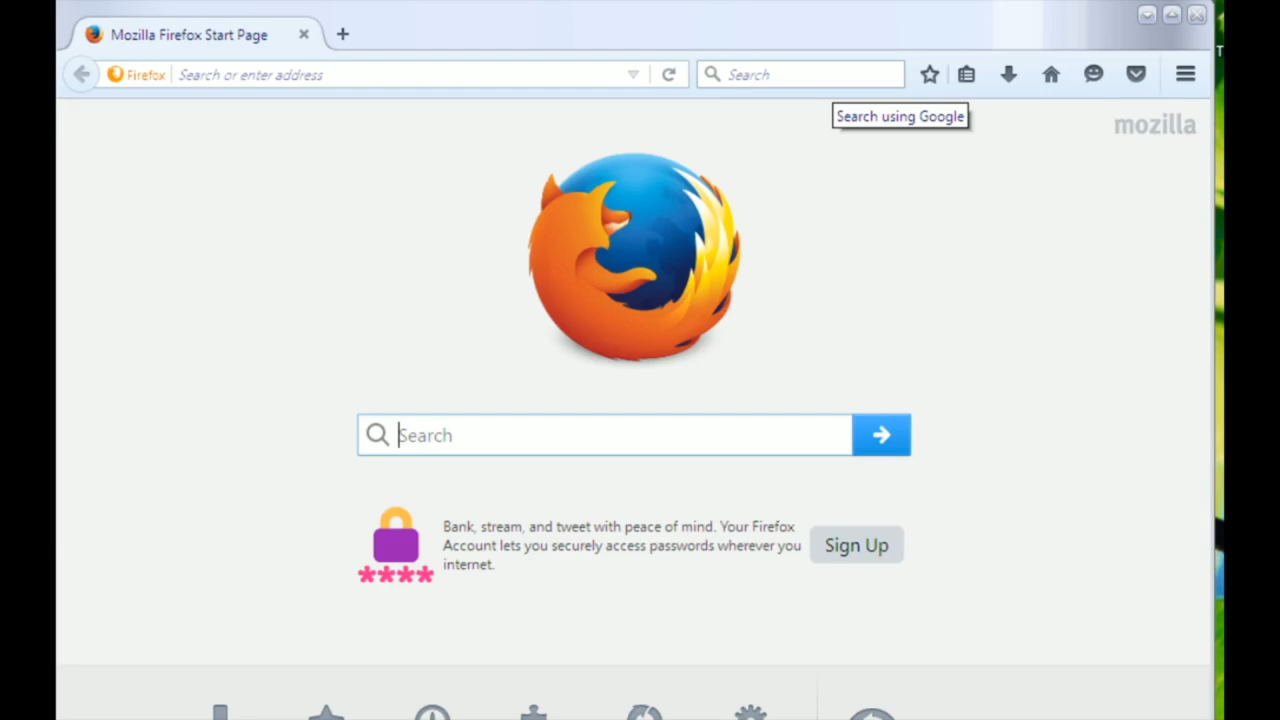 Mozilla Firefox Start Page
Firefox Search or enter address
Search
Search using Google
mozilla
Search
Bank, stream, and tweet with peace of mind. Your Firefox
Account lets you securely access passwords wherever you
internet.
Sign Up
****
T